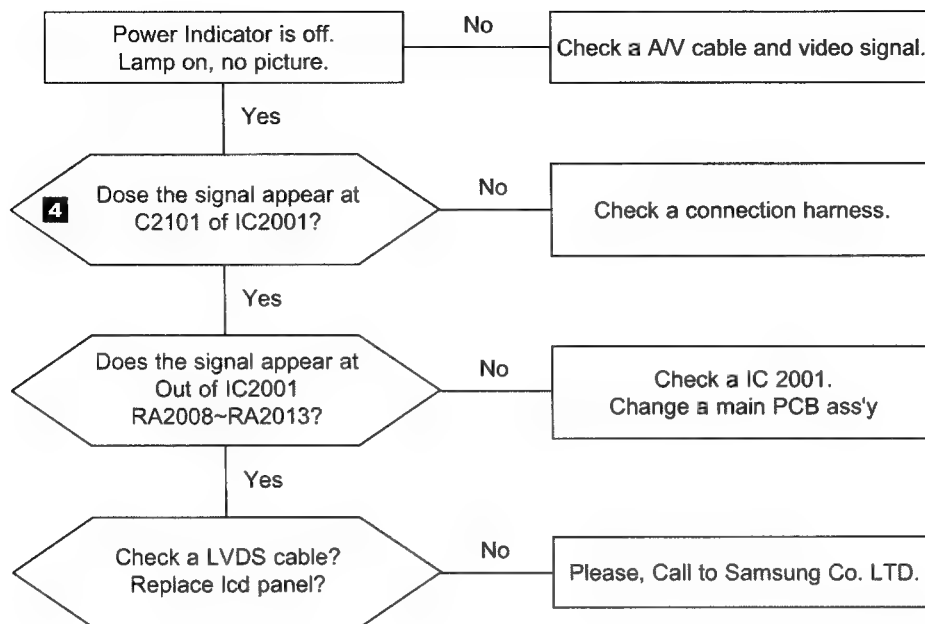 Power Indicator is off.
Lamp on, no picture.
No
Check a A/V cable and video signal.
Yes
4
Dose the signal appear at
C2101 of IC2001?
No
Check a connection harness.
Yes
Does the signal appear at
Out of IC2001
RA2008~RA2013?
No
Check a IC 2001.
Change a main PCB ass'y
Yes
Check a LVDS cable?
Replace lcd panel?
No
Please, Call to Samsung Co. LTD.